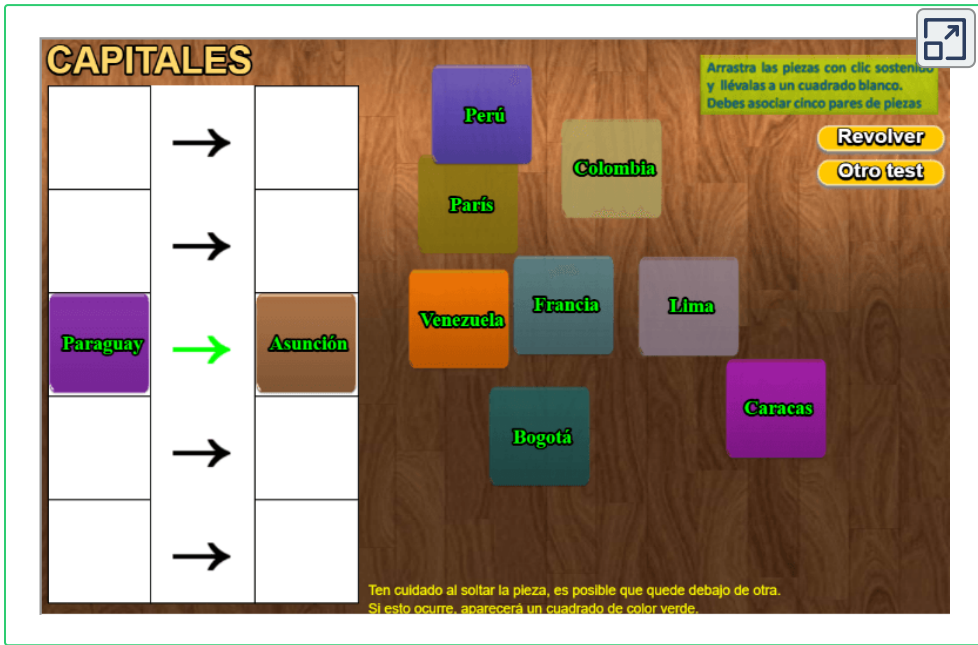 CAPITALES
Arrastra las piezas con clic sostenido
y llévalas a un cuadrado blanco.
Debes asociar cinco pares de piezas
Revolver
Otro test
Perú
Colombia
París
Venezuela
Francia
Lima
Paraguay
Asunción
Caracas
Bogotá
Ten cuidado al soltar la pieza, es posible que quede debajo de otra.
Si esto ocurre, aparecerá un cuadrado de color verde.